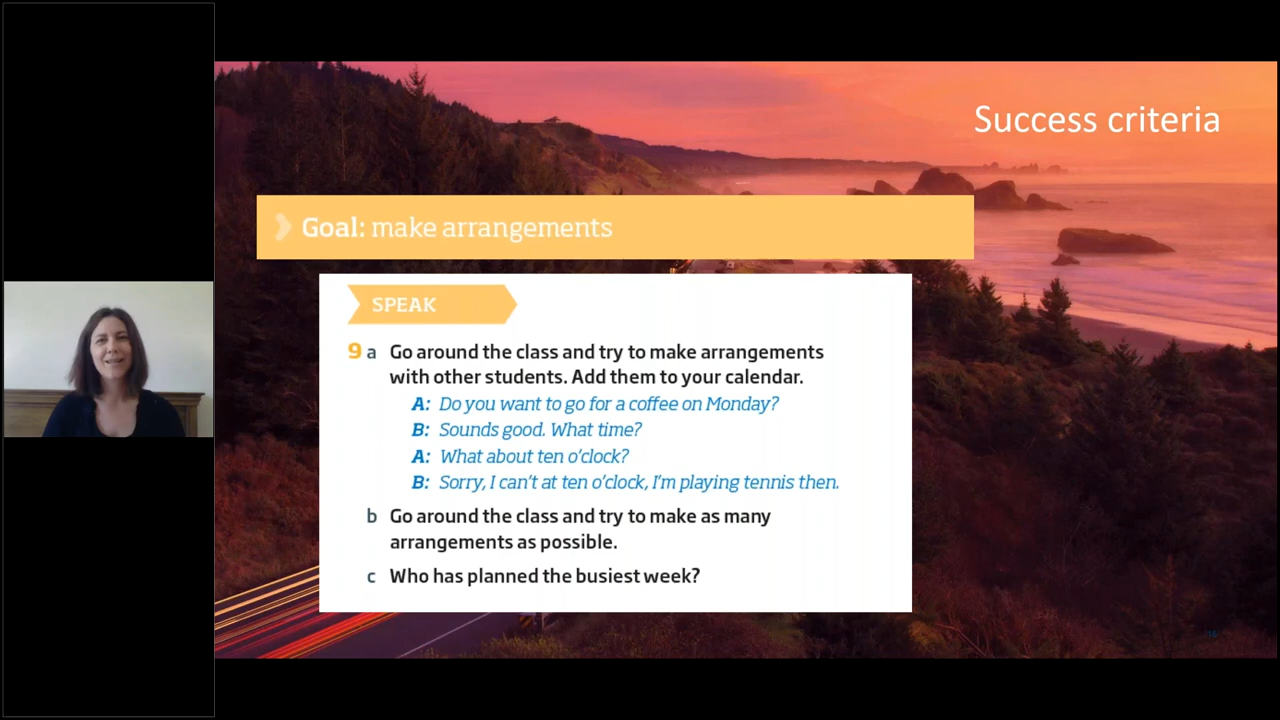 Success criteria
Goal: make arrangements
SPEAK
9 a Go around the class and try to make arrangements
with other students. Add them to your calendar.
A: Do you want to go for a coffee on Monday?
B: Sounds good. What time?
A: What about ten o'clock?
B: Sorry, I can't at ten o'clock, I'm playing tennis then.
b Go around the class and try to make as many
arrangements as possible.
c Who has planned the busiest week?
16